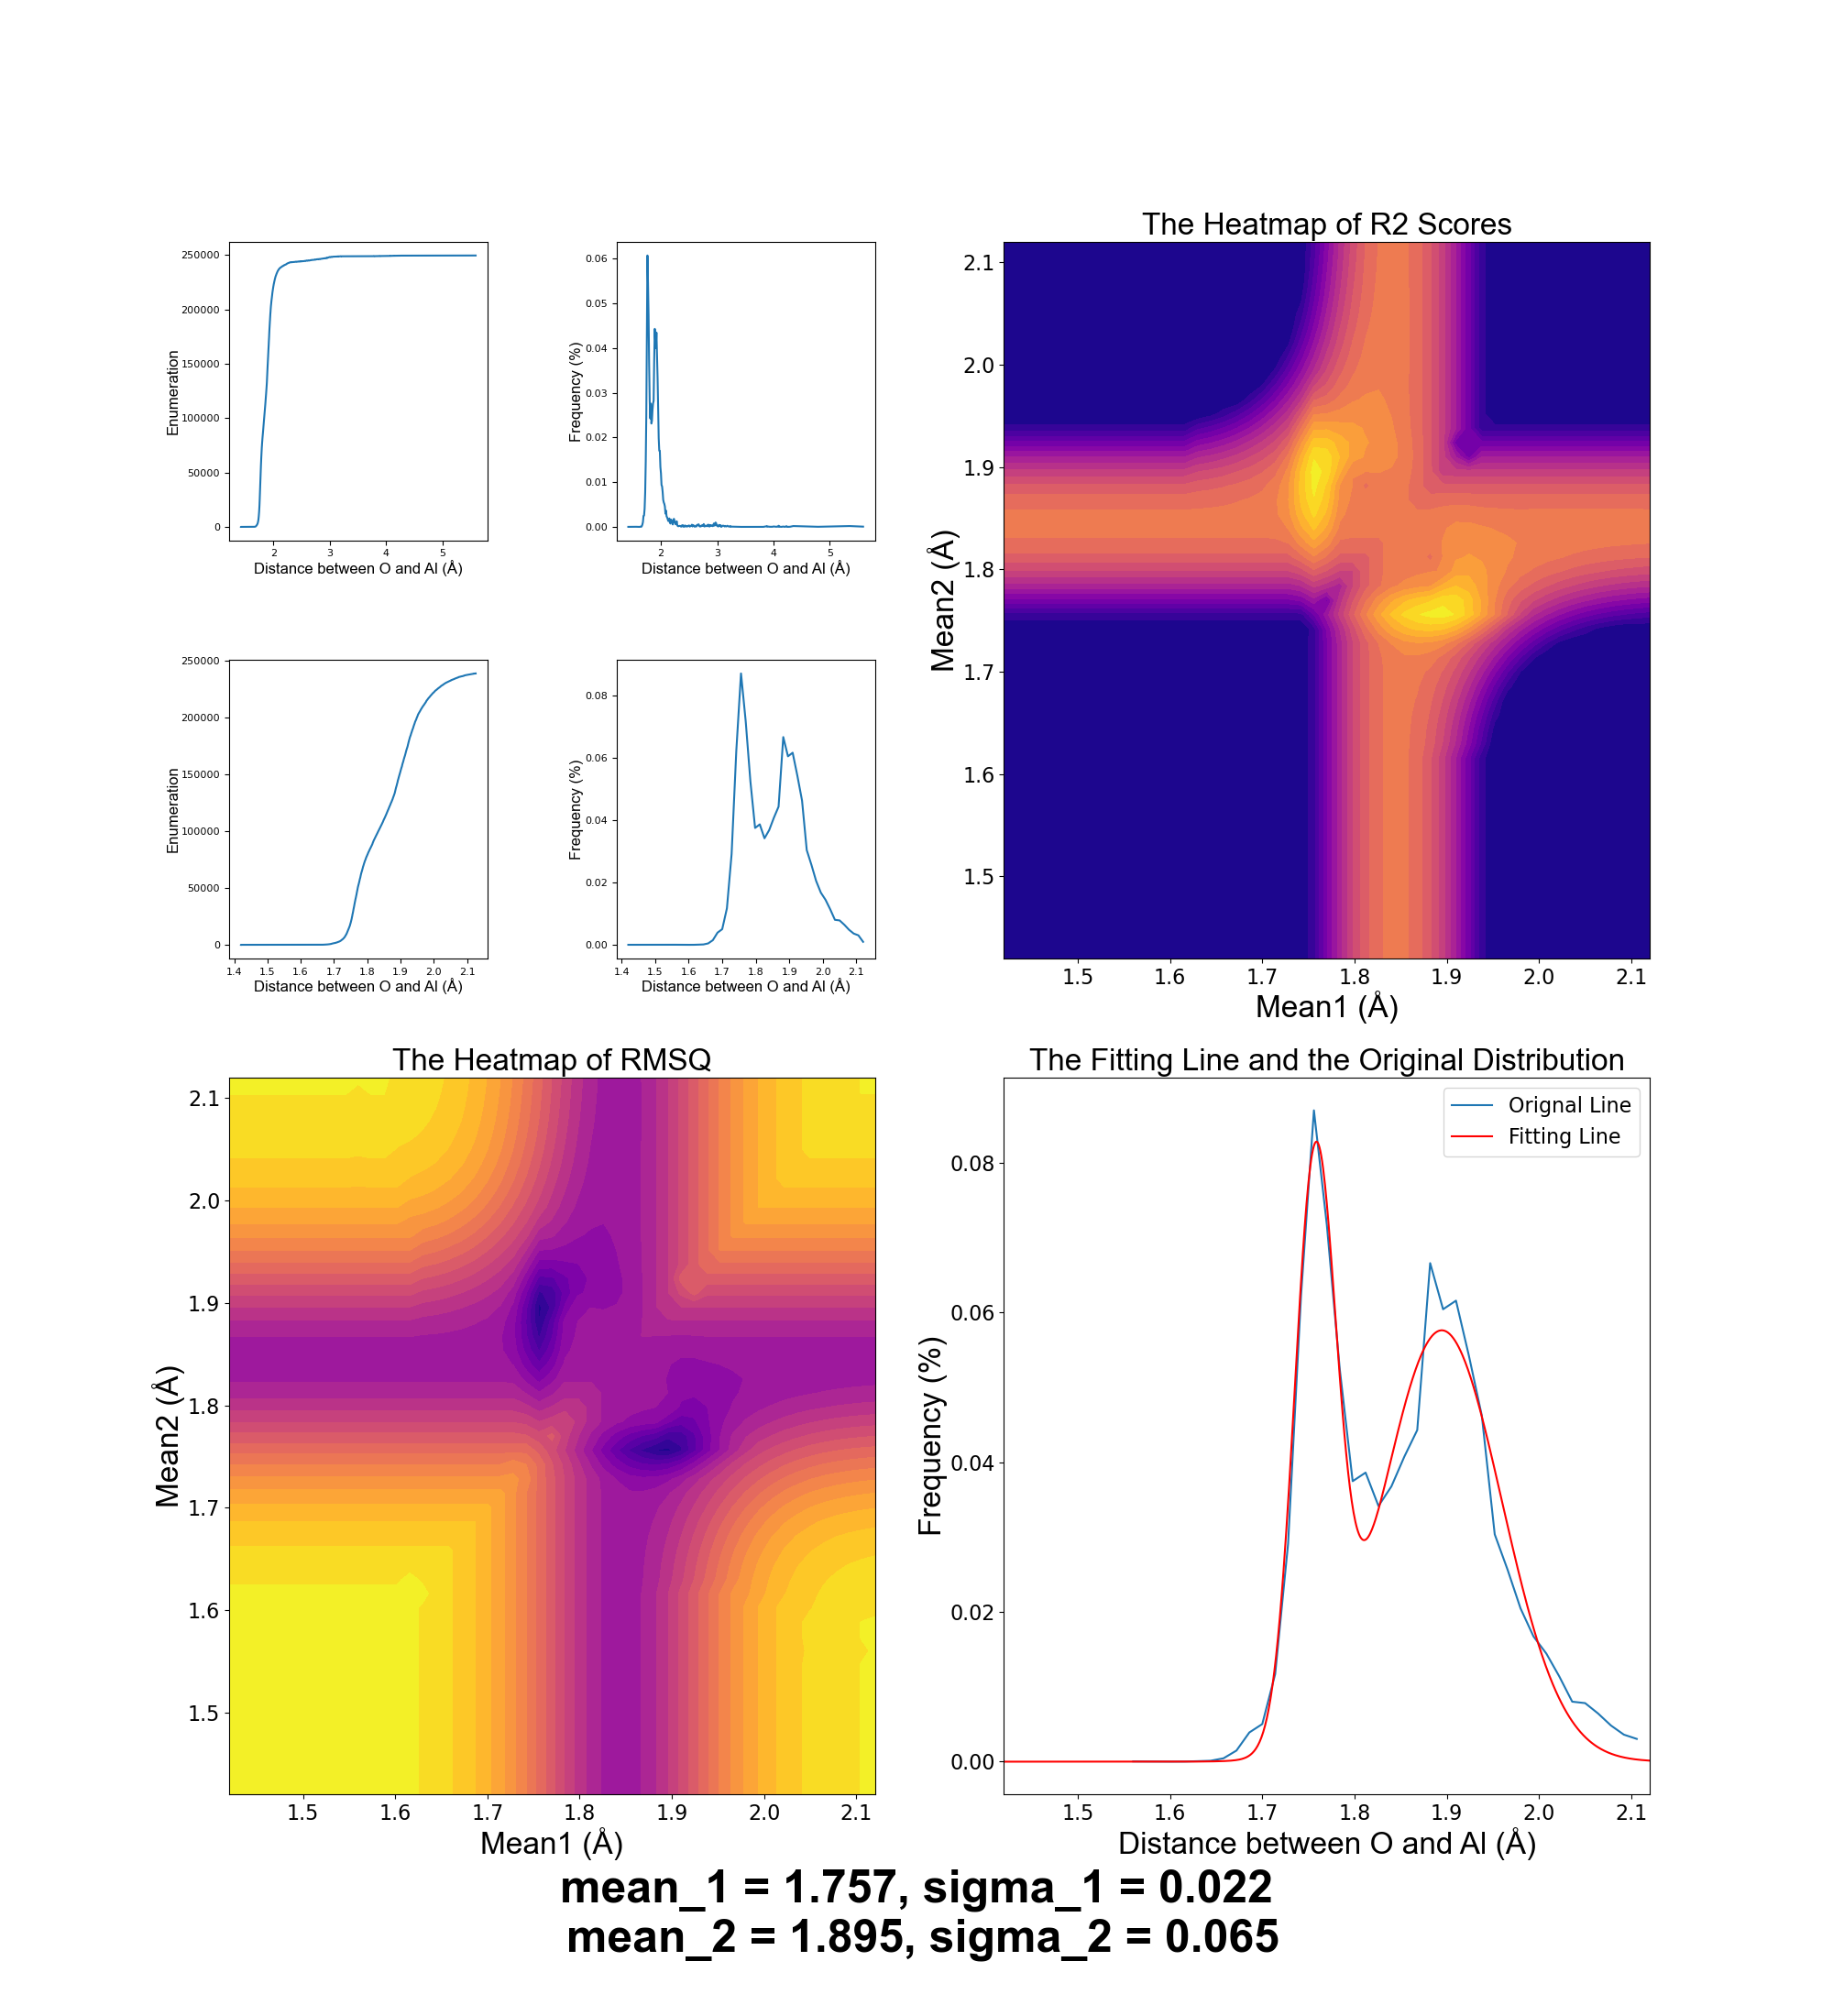 250000
200000
150000
100000
50000
0
Enumeration
2 3 4 5
Distance between O and Al (Å)
0.06
0.05
0.04
0.03
0.02
0.01
0.00
Frequency (%)
2 3 4 5
Distance between O and Al (Å)
The Heatmap of R2 Scores
2.1
2.0
1.9
1.8
1.7
1.6
1.5
Mean2 (Å)
1.5 1.6 1.7 1.8 1.9 2.0 2.1
Mean1 (Å)
250000
200000
150000
100000
50000
0
Enumeration
1.4 1.5 1.6 1.7 1.8 1.9 2.0 2.1
Distance between O and Al (Å)
0.08
0.06
0.04
0.02
0.00
Frequency (%)
1.4 1.5 1.6 1.7 1.8 1.9 2.0 2.1
Distance between O and Al (Å)
The Heatmap of RMSQ
2.1
2.0
1.9
1.8
1.7
1.6
1.5
Mean2 (Å)
1.5 1.6 1.7 1.8 1.9 2.0 2.1
Mean1 (Å)
The Fitting Line and the Original Distribution
Orignal Line
Fitting Line
0.08
0.06
0.04
0.02
0.00
Frequency (%)
1.5 1.6 1.7 1.8 1.9 2.0 2.1
Distance between O and Al (Å)
mean_1 = 1.757, sigma_1 = 0.022
mean_2 = 1.895, sigma_2 = 0.065